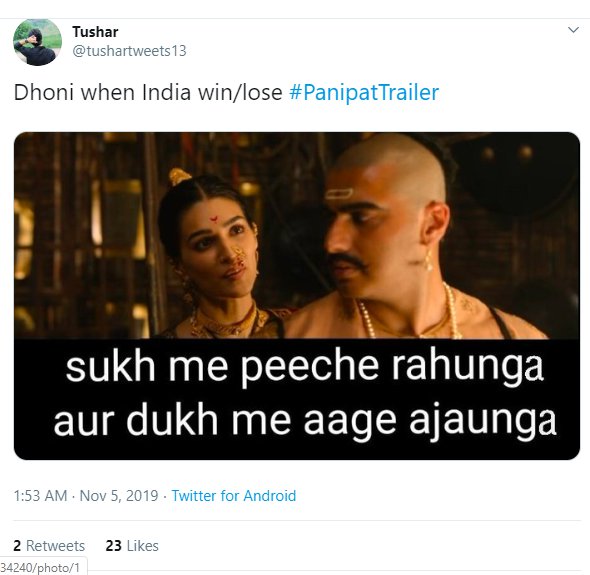 Tushar
@tushartweets13
Dhoni when India win/lose #PanipatTrailer
sukh me peeche rahunga
aur dukh me aage ajaunga
1:53 AM · Nov 5, 2019 · Twitter for Android
2 Retweets 23 Likes
34240/photo/1